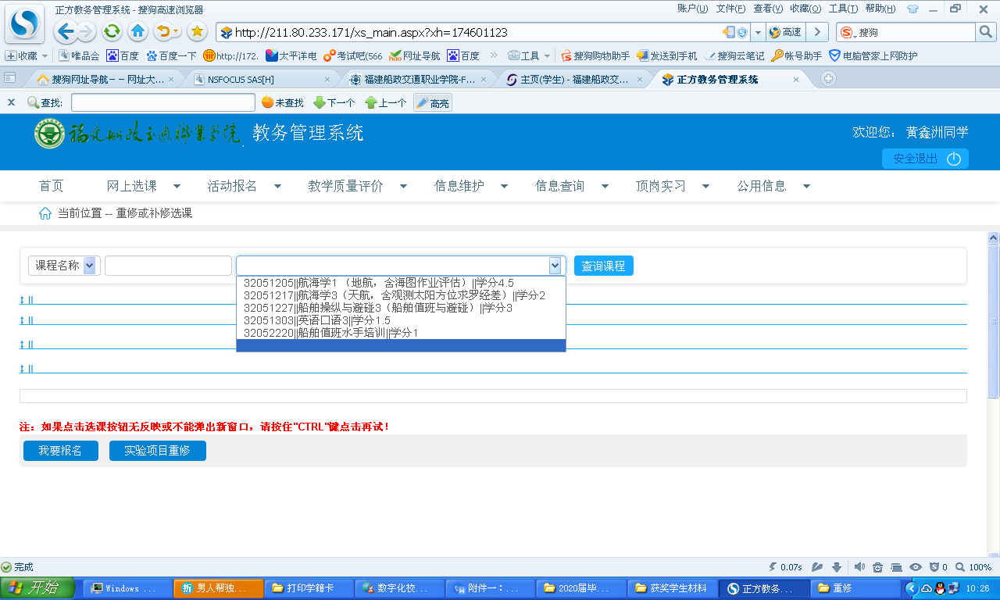 正方教务管理系统 - 搜狗高速浏览器
账户(U) 文件(F) 查看(V) 收藏(O) 工具(T) 帮助(H)
http://211.80.233.171/xs_main.aspx?xh=174601123
高速
搜狗
收藏 唯品会 百度 百度一下 http://172. 太平洋电 考试吧(566 网址导航 百度 » 工具 搜狗购物助手 发送到手机 搜狗云笔记 帐号助手 电脑管家上网防护
搜狗网址导航－－网址大... NSFOCUS SAS[H] 福建船政交通职业学院-F... 主页(学生) - 福建船政交... 正方教务管理系统
查找: 未查找 下一个 上一个 高亮
福建船政交通职业学院 教务管理系统
欢迎您： 黄鑫洲同学
安全退出
首页 网上选课 活动报名 教学质量评价 信息维护 信息查询 顶岗实习 公用信息
当前位置 -- 重修或补修选课
课程名称 查询课程
32051205||航海学1（地航，含海图作业评估）||学分4.5
32051217||航海学3（天航，含观测太阳方位求罗经差）||学分2
32051227||船舶操纵与避碰3（船舶值班与避碰）||学分3
32051303||英语口语3||学分1.5
32052220||船舶值班水手培训||学分1
‡ ||
‡ ||
‡ ||
‡ ||
注：如果点击选课按钮无反映或不能弹出新窗口，请按住"CTRL"键点击再试！
我要报名 实验项目重修
完成
0.07s 0 100%
开始 Windows ... 男人帮独... 打印学籍卡 数字化校... 附件一：... 2020届毕... 获奖学生材料 正方教务... 重修 10:26